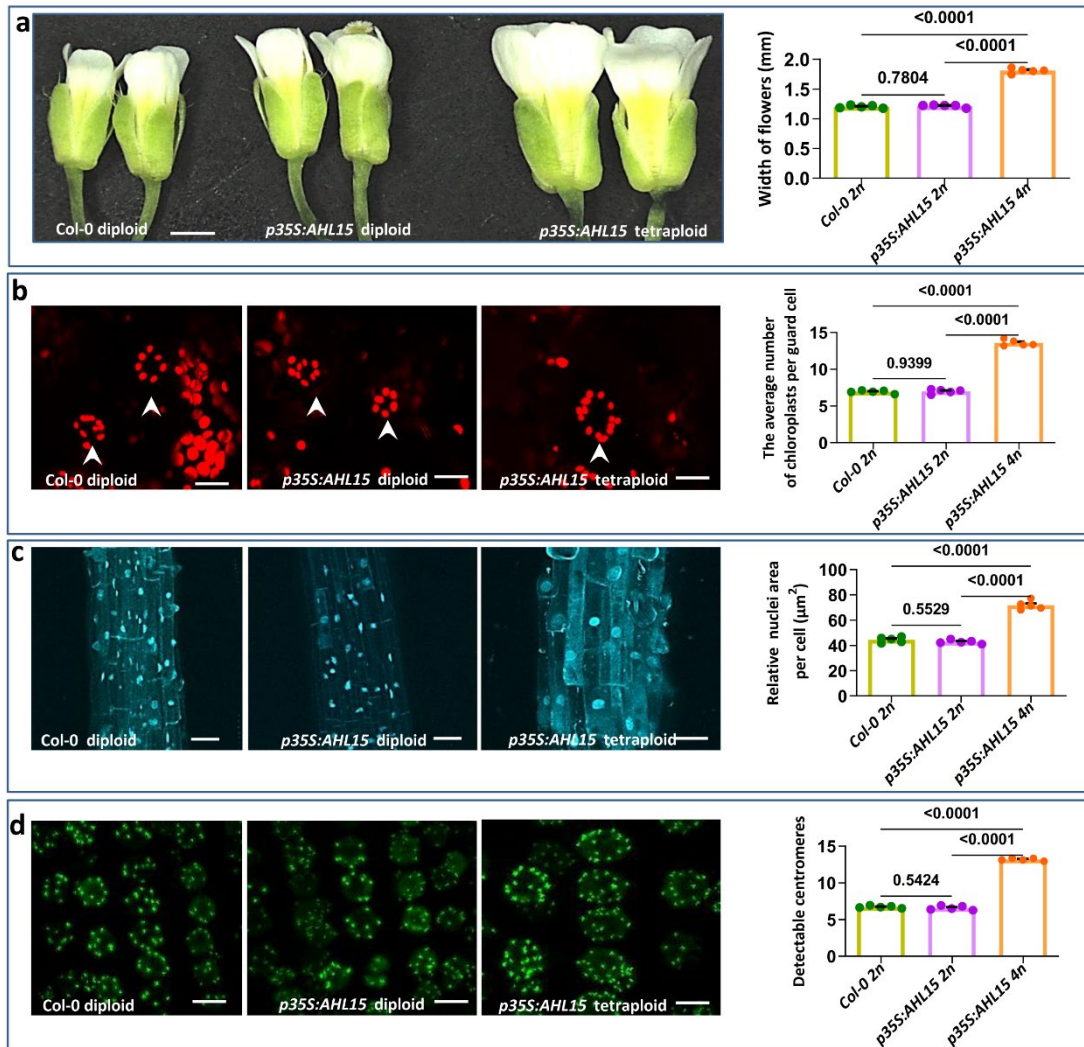 a
Col-0 diploid
p35S:AHL15 diploid
p35S:AHL15 tetraploid
Width of flowers (mm)
<0.0001
<0.0001
0.7804
2.0
1.5
1.0
0.5
0.0
Col-0 2n
p35S:AHL15 2n
p35S:AHL15 4n
b
Col-0 diploid
p35S:AHL15 diploid
p35S:AHL15 tetraploid
The average number
of chloroplasts per guard cell
<0.0001
<0.0001
0.9399
15
10
5
0
Col-0 2n
p35S:AHL15 2n
p35S:AHL15 4n
c
Col-0 diploid
p35S:AHL15 diploid
p35S:AHL15 tetraploid
Relative nuclei area
per cell (µm²)
<0.0001
<0.0001
0.5529
100
80
60
40
20
0
Col-0 2n
p35S:AHL15 2n
p35S:AHL15 4n
d
Col-0 diploid
p35S:AHL15 diploid
p35S:AHL15 tetraploid
Detectable centromeres
<0.0001
<0.0001
0.5424
15
10
5
0
Col-0 2n
p35S:AHL15 2n
p35S:AHL15 4n